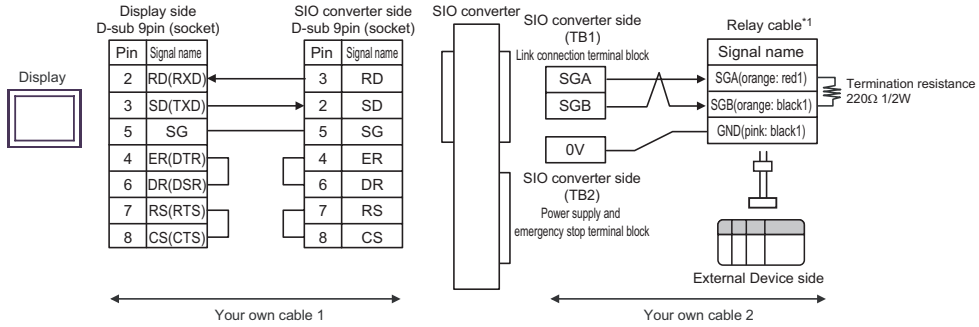 Display side
D-sub 9pin (socket)
SIO converter side
D-sub 9pin (socket)
SIO converter
SIO converter side
(TB1)
Link connection terminal block
Relay cable*1
Display
Pin Signal name
2 RD(RXD)
3 SD(TXD)
5 SG
4 ER(DTR)
6 DR(DSR)
7 RS(RTS)
8 CS(CTS)
Pin Signal name
3 RD
2 SD
5 SG
4 ER
6 DR
7 RS
8 CS
SGA
SGB
0V
SIO converter side
(TB2)
Power supply and
emergency stop terminal block
Signal name
SGA(orange: red1)
SGB(orange: black1)
GND(pink: black1)
Termination resistance
220Ω 1/2W
External Device side
Your own cable 1
Your own cable 2